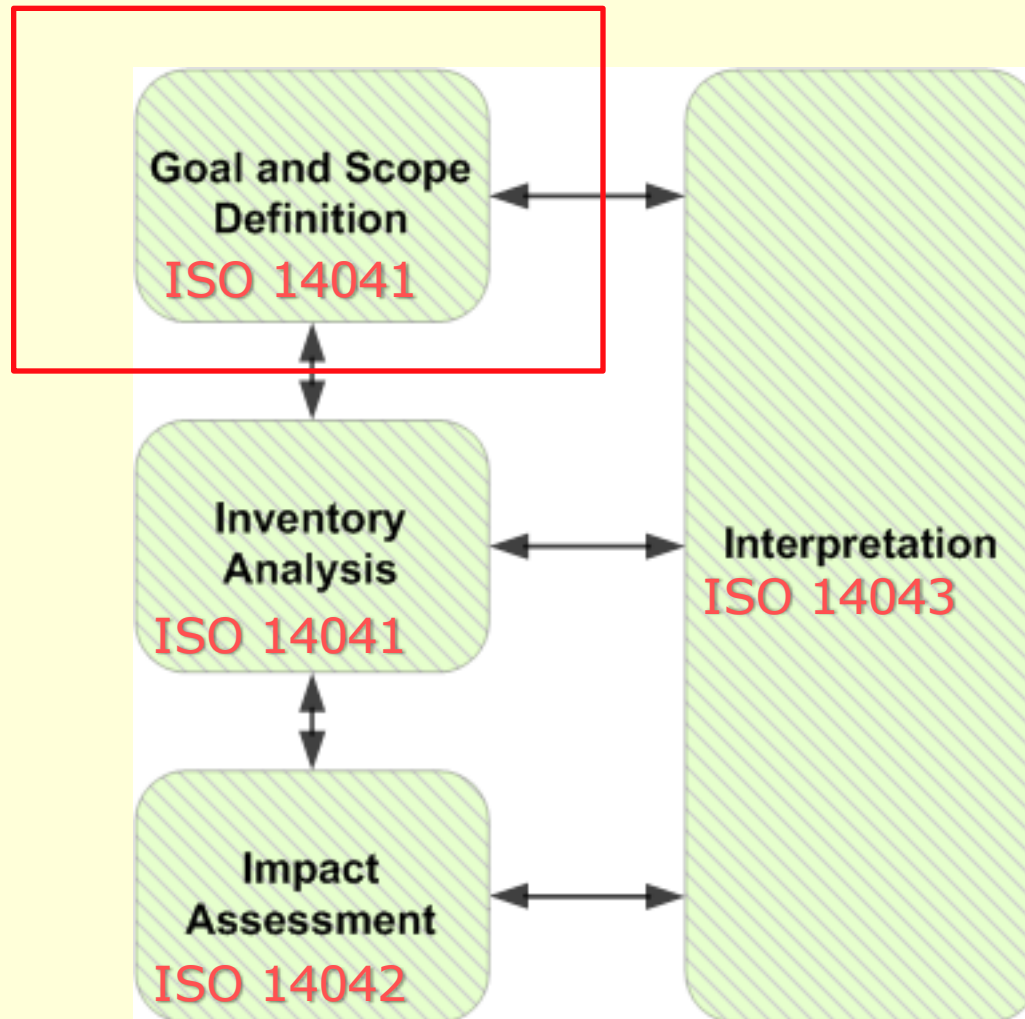 Goal and Scope
Definition
ISO 14041
Inventory
Analysis
ISO 14041
Impact
Assessment
ISO 14042
Interpretation
ISO 14043